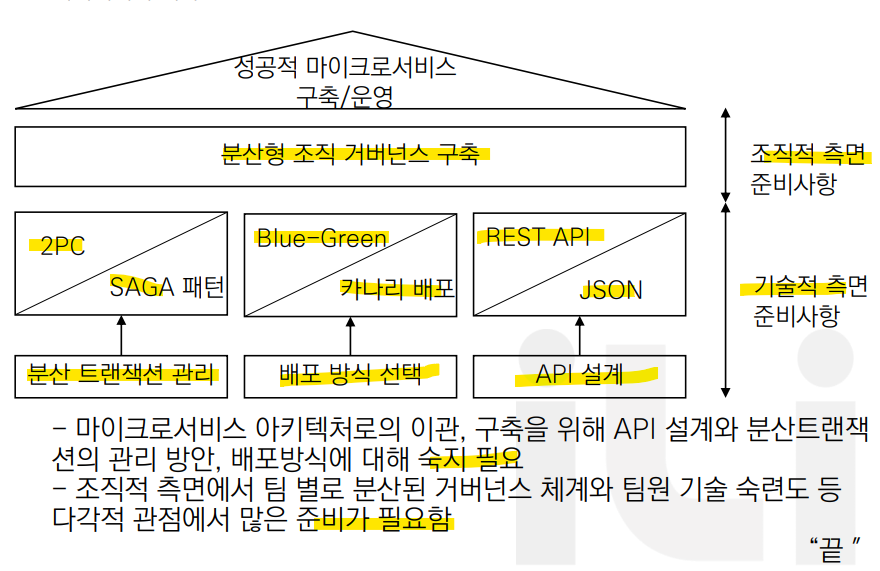 성공적 마이크로서비스
구축/운영
분산형 조직 거버넌스 구축
조직적 측면
준비사항
2PC
SAGA 패턴
Blue-Green
카나리 배포
REST API
JSON
기술적 측면
준비사항
분산 트랜잭션 관리
배포 방식 선택
API 설계
- 마이크로서비스 아키텍처로의 이관, 구축을 위해 API 설계와 분산트랜잭
션의 관리 방안, 배포방식에 대해 숙지 필요
- 조직적 측면에서 팀 별로 분산된 거버넌스 체계와 팀원 기술 숙련도 등
다각적 관점에서 많은 준비가 필요함
“끝”